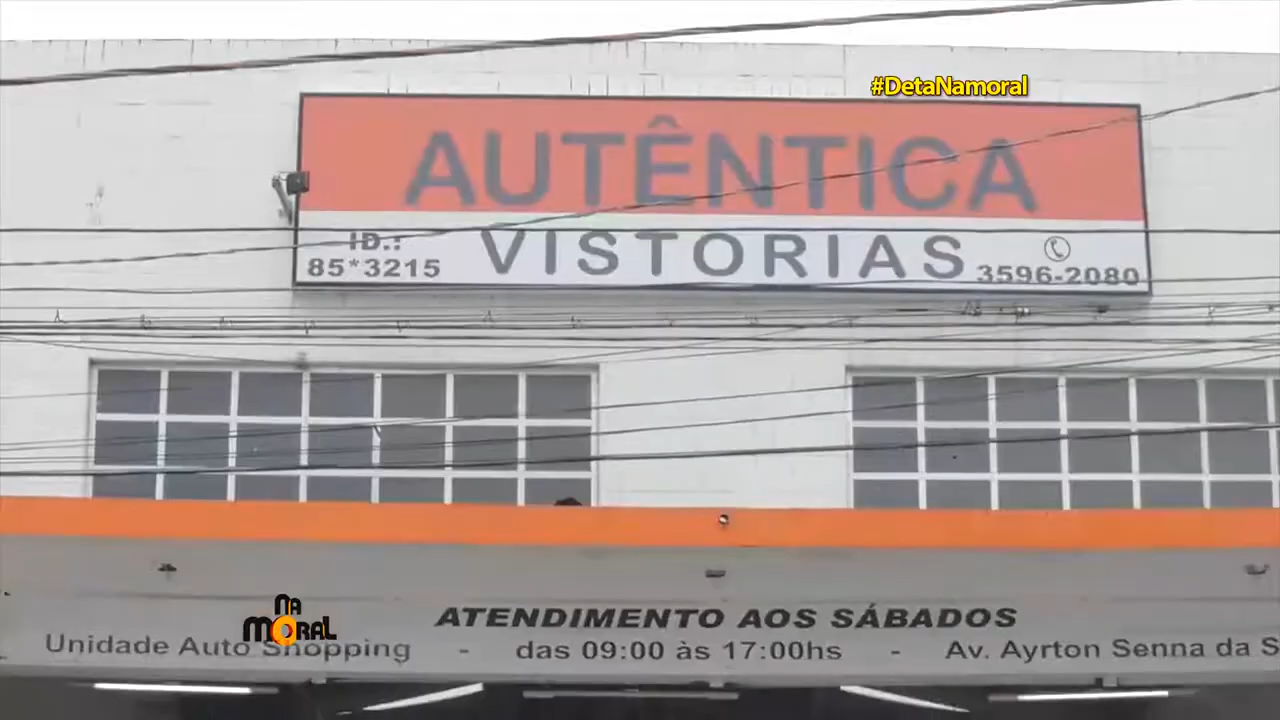 #DetaNamoral
AUTÊNTICA
ID.:
85*3215
VISTORIAS
3596-2080
NA
MORAL
ATENDIMENTO AOS SÁBADOS
Unidade Auto Shopping - das 09:00 às 17:00hs - Av. Ayrton Senna da S